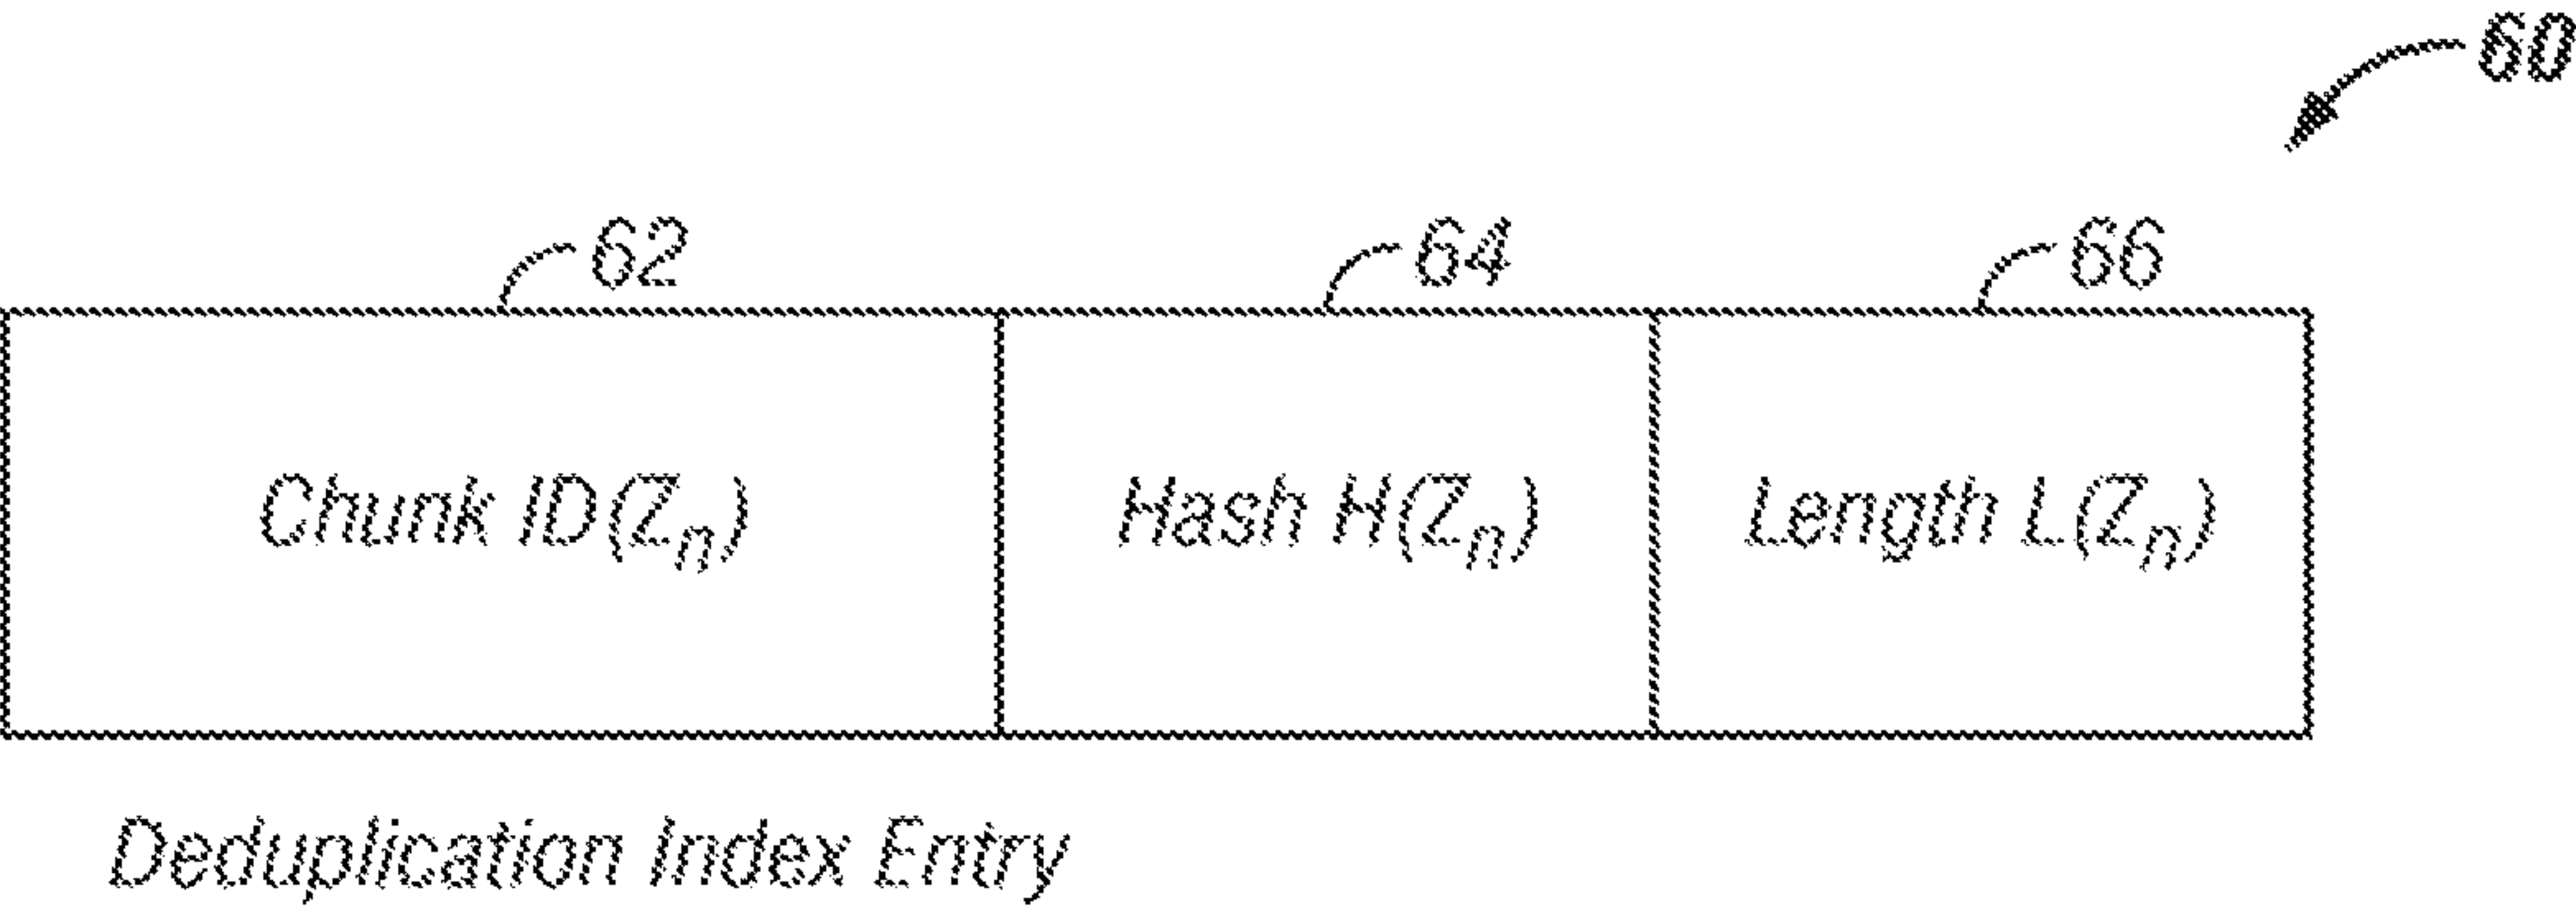 60
62 64 66
Chunk ID(Zn) Hash H(Zn) Length L(Zn)
Deduplication Index Entry